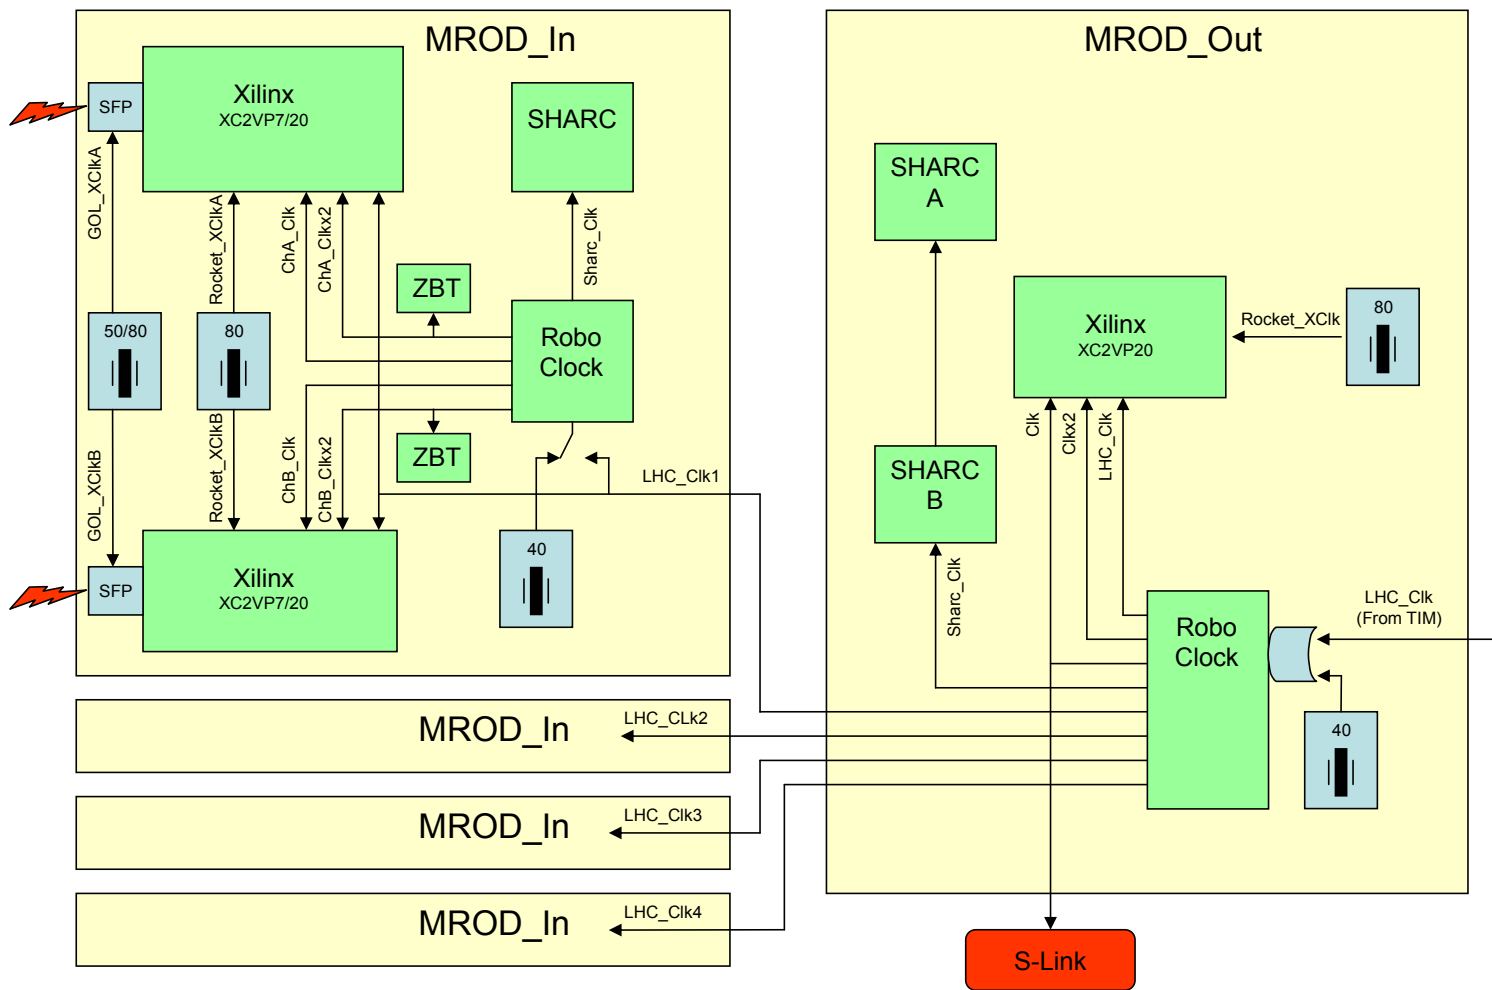 MROD_In
Xilinx
XC2VP7/20
SFP
SHARC
GOL_XClkA
Rocket_XClkA
ChA_Clk
ChA_Clkx2
Sharc_Clk
ZBT
50/80
80
Robo
Clock
ZBT
GOL_XClkB
Rocket_XClkB
ChB_Clk
ChB_Clkx2
LHC_Clk1
40
SFP
Xilinx
XC2VP7/20
MROD_In
LHC_CLk2
MROD_In
LHC_Clk3
MROD_In
LHC_Clk4
MROD_Out
SHARC
A
Xilinx
XC2VP20
Rocket_XClk
80
Clk
Clkx2
LHC_Clk
SHARC
B
Sharc_Clk
Robo
Clock
LHC_Clk
(From TIM)
40
S-Link